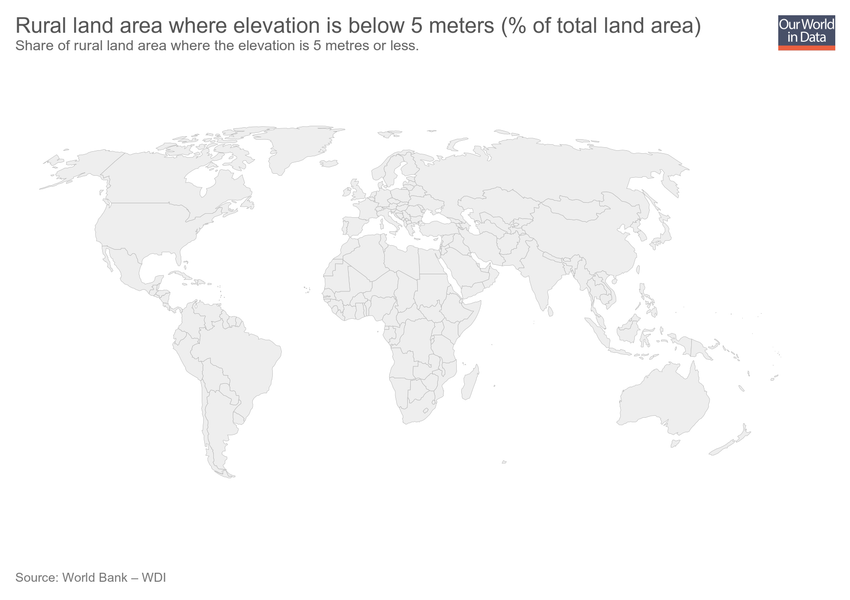 Rural land area where elevation is below 5 meters (% of total land area)
Share of rural land area where the elevation is 5 metres or less.
Our World
in Data
Source: World Bank – WDI